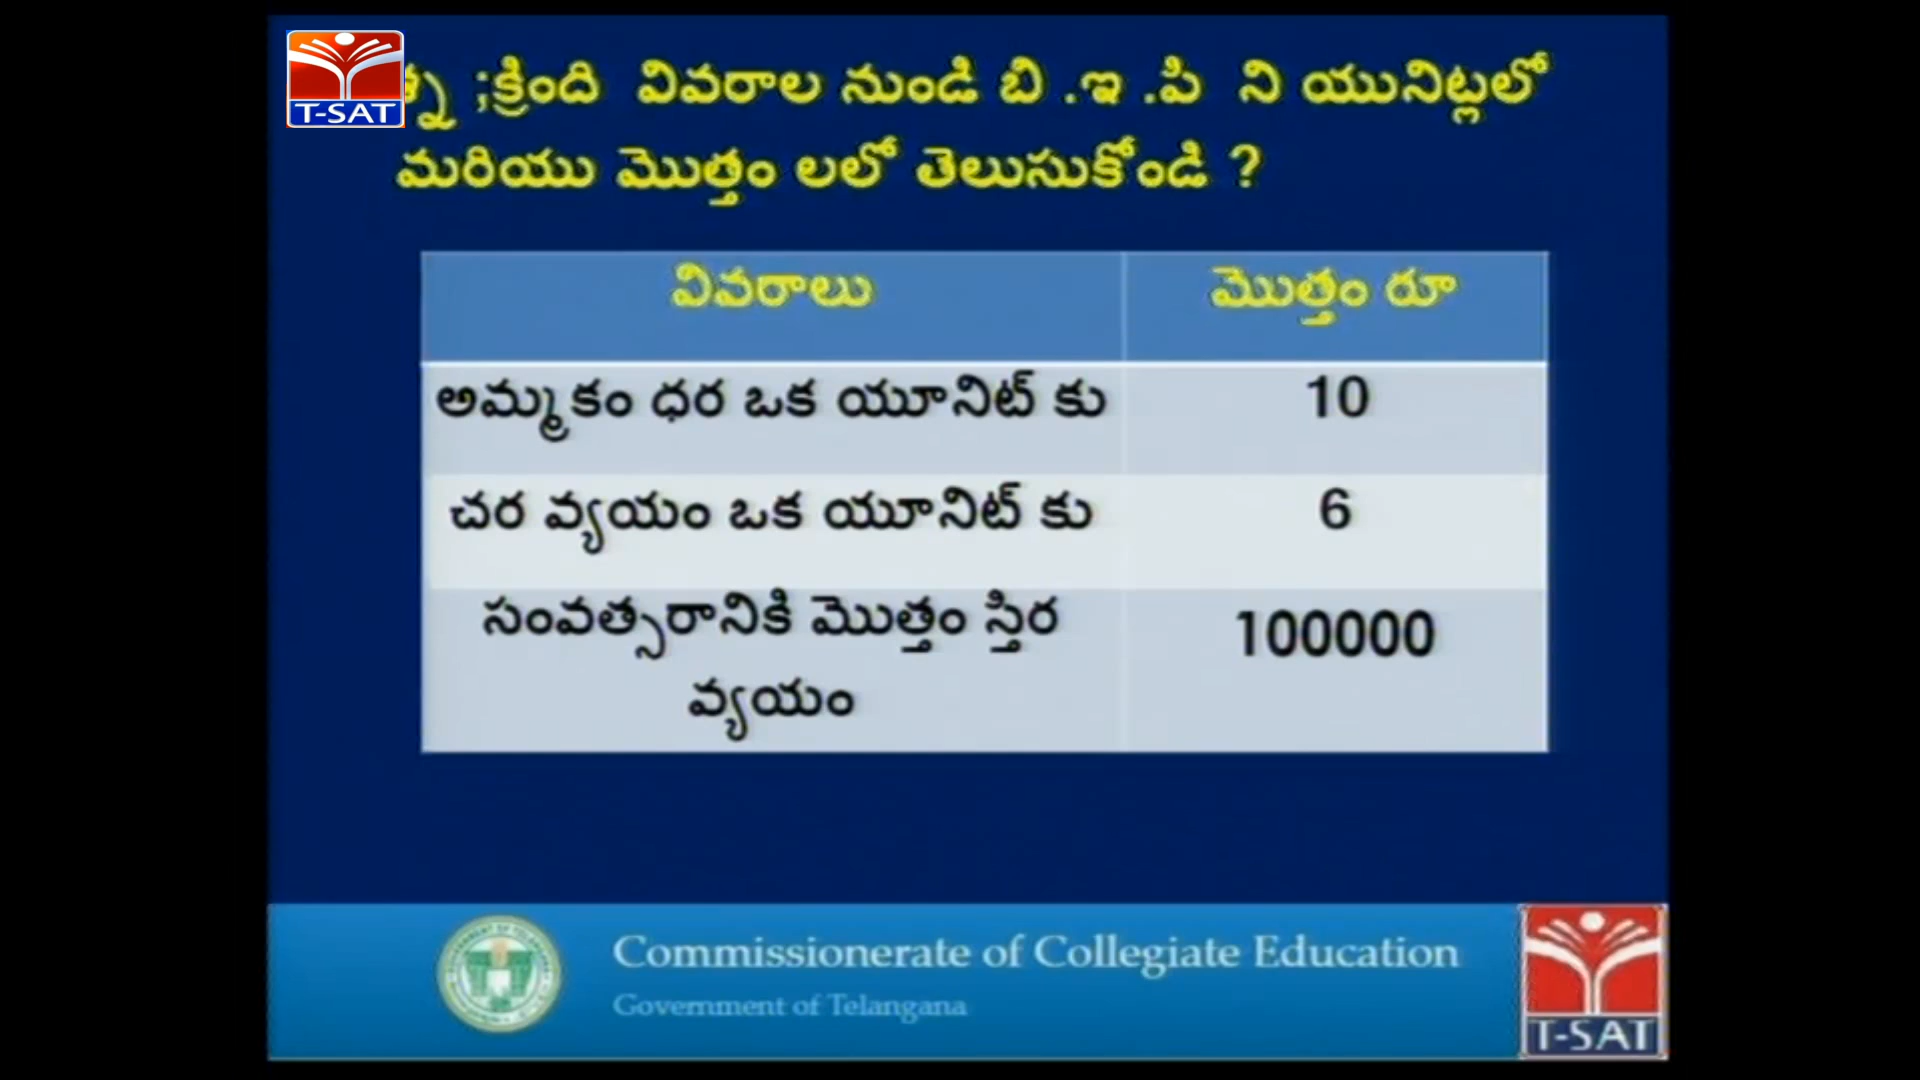 T-SAT
;క్రింది వివరాల నుండి బి .ఇ .పి ని యునిట్లలో
మరియు మొత్తం లలో తెలుసుకోండి ?
వివరాలు మొత్తం రూ
అమ్మకం ధర ఒక యూనిట్ కు 10
చర వ్యయం ఒక యూనిట్ కు 6
సంవత్సరానికి మొత్తం స్తిర 100000
వ్యయం
Commissionerate of Collegiate Education
Government of Telangana
T-SAT